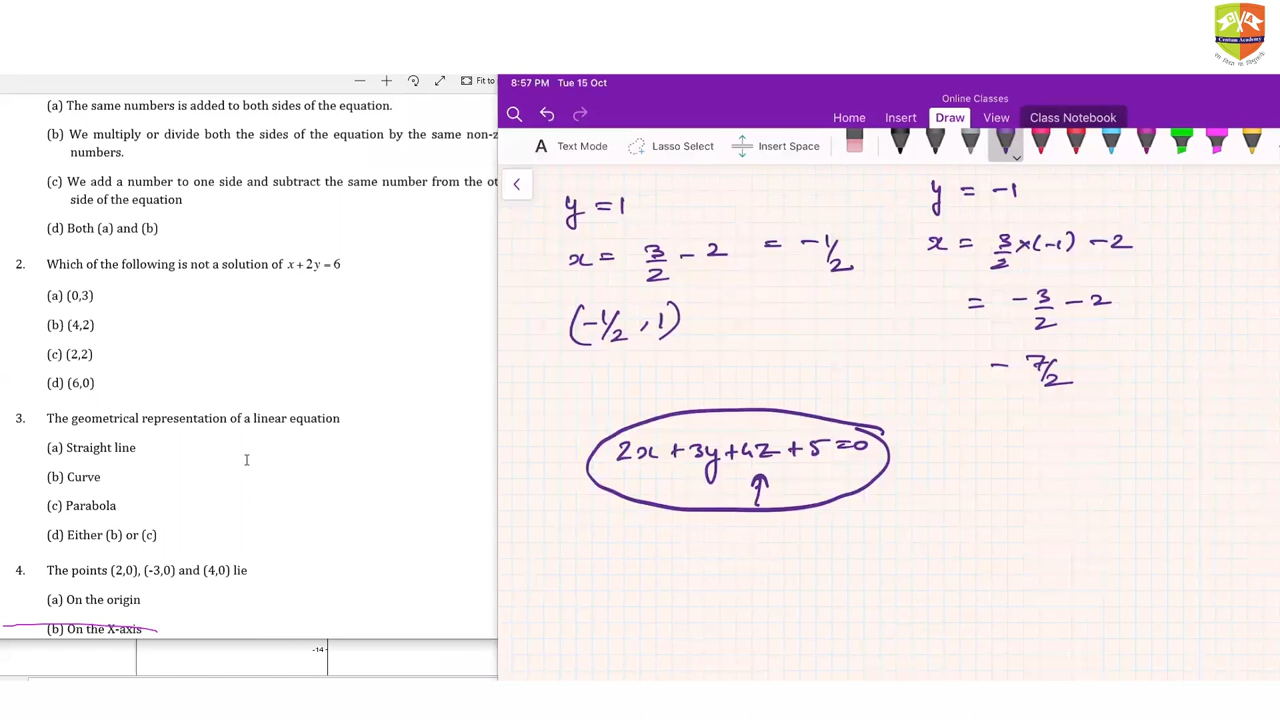 CVA
Centum Academy
Fit to
(a) The same numbers is added to both sides of the equation.
(b) We multiply or divide both the sides of the equation by the same non-z
numbers.
(c) We add a number to one side and subtract the same number from the ot
side of the equation
(d) Both (a) and (b)
2. Which of the following is not a solution of x + 2y = 6
(a) (0,3)
(b) (4,2)
(c) (2,2)
(d) (6,0)
3. The geometrical representation of a linear equation
(a) Straight line
(b) Curve
(c) Parabola
(d) Either (b) or (c)
4. The points (2,0), (-3,0) and (4,0) lie
(a) On the origin
(b) On the X-axis
-14
8:57 PM Tue 15 Oct
Online Classes
Home Insert Draw View Class Notebook
A Text Mode Lasso Select Insert Space
y = 1
x = 3/2 - 2 = -1/2
(-1/2, 1)
y = -1
x = 3/2 x(-1) - 2
= -3/2 - 2
- 7/2
2x + 3y + 4z + 5 = 0